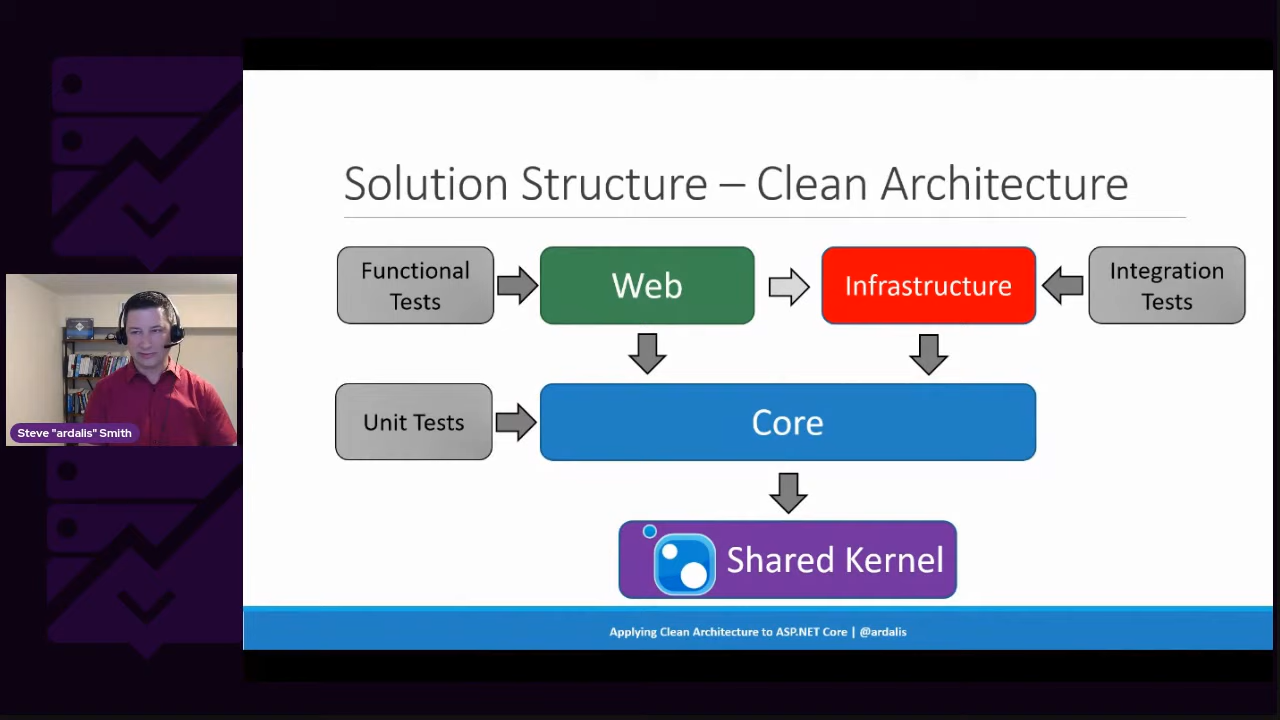 Solution Structure – Clean Architecture
Functional
Tests
Web
Infrastructure
Integration
Tests
Unit Tests
Core
Shared Kernel
Steve "ardalis" Smith
Applying Clean Architecture to ASP.NET Core | @ardalis